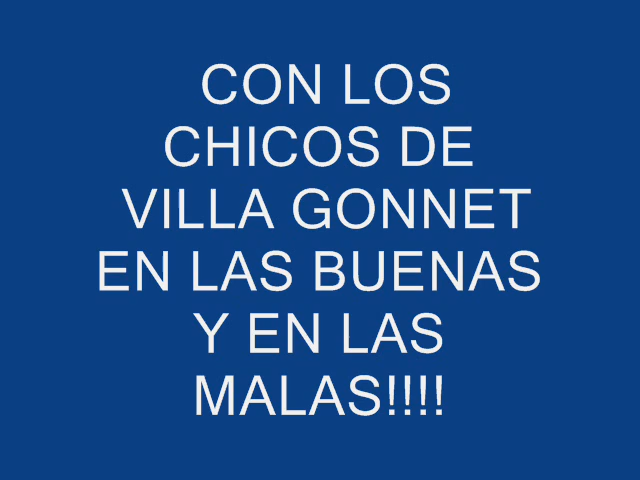 CON LOS
CHICOS DE
VILLA GONNET
EN LAS BUENAS
Y EN LAS
MALAS!!!!